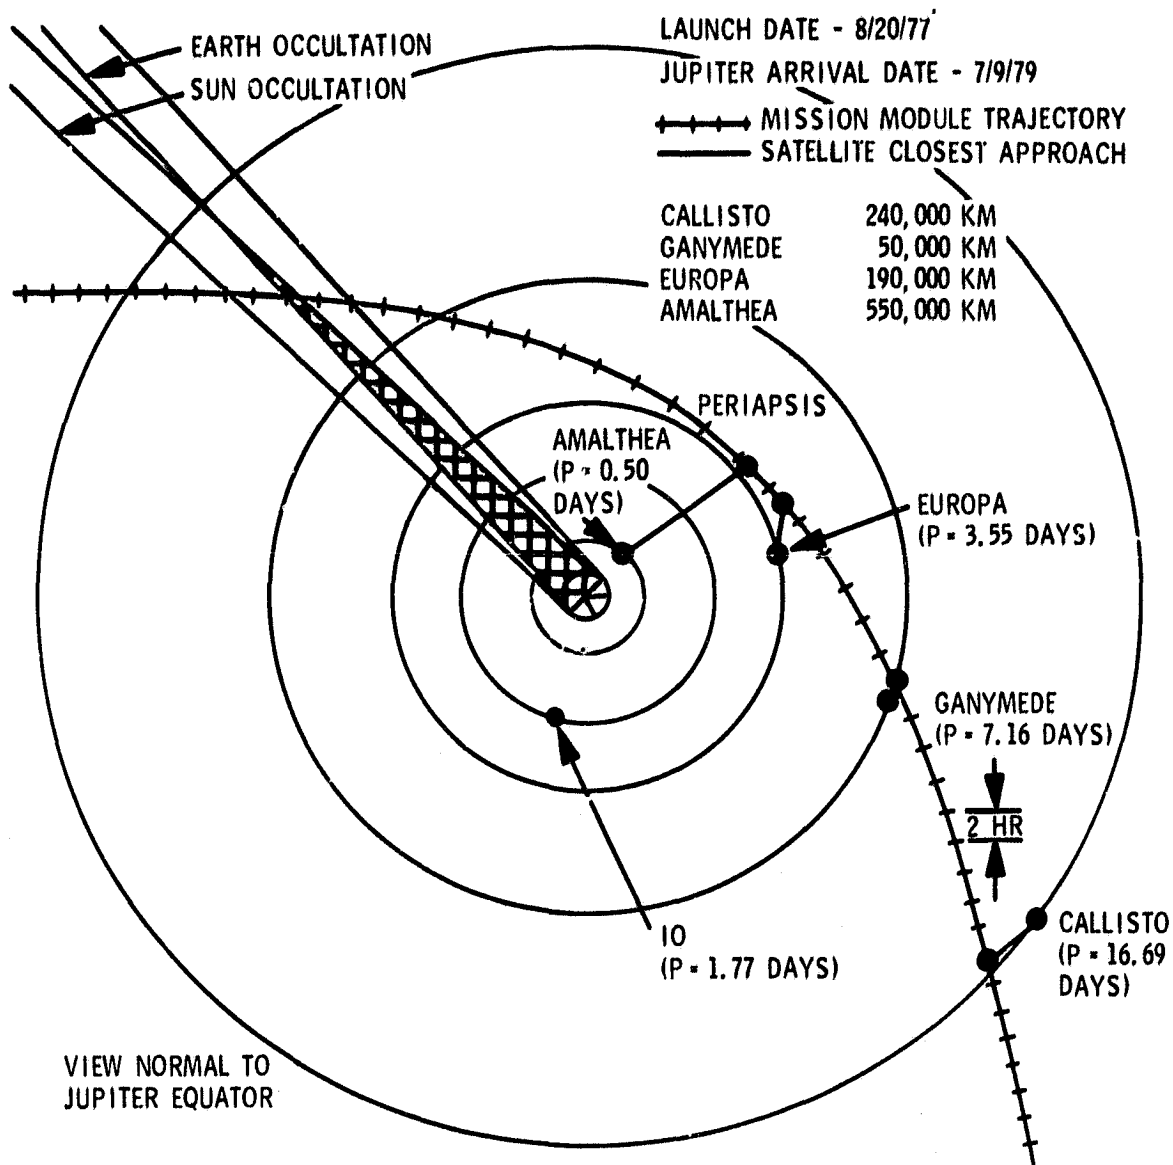 LAUNCH DATE - 8/20/77
JUPITER ARRIVAL DATE - 7/9/79
MISSION MODULE TRAJECTORY
SATELLITE CLOSEST APPROACH
CALLISTO 240,000 KM
GANYMEDE 50,000 KM
EUROPA 190,000 KM
AMALTHEA 550,000 KM
EARTH OCCULTATION
SUN OCCULTATION
PERIAPSIS
AMALTHEA
(P = 0.50
DAYS)
EUROPA
(P = 3.55 DAYS)
GANYMEDE
(P = 7.16 DAYS)
2 HR
CALLISTO
(P = 16.69
DAYS)
IO
(P = 1.77 DAYS)
VIEW NORMAL TO
JUPITER EQUATOR